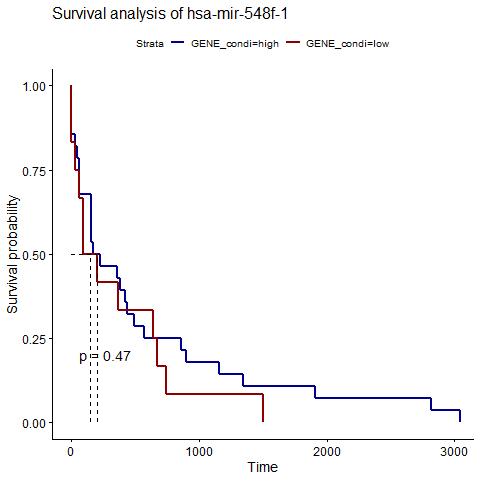 Survival analysis of hsa-mir-548f-1
Strata GENE_condi=high GENE_condi=low
1.00
0.75
0.50
0.25
0.00
Survival probability
p = 0.47
0 1000 2000 3000
Time